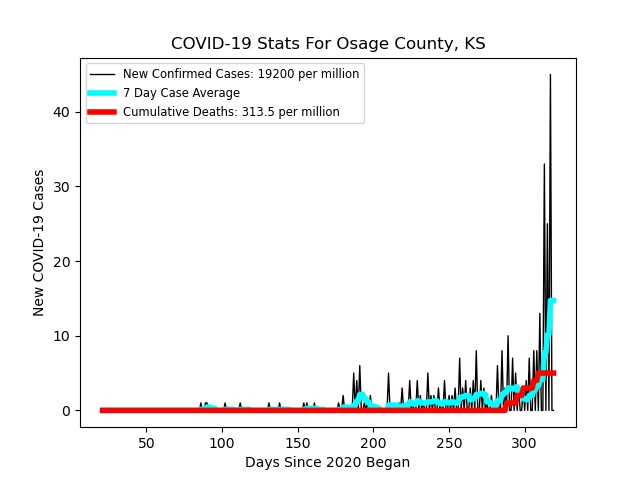 COVID-19 Stats For Osage County, KS
New Confirmed Cases: 19200 per million
7 Day Case Average
Cumulative Deaths: 313.5 per million
New COVID-19 Cases
40
30
20
10
0
50 100 150 200 250 300
Days Since 2020 Began